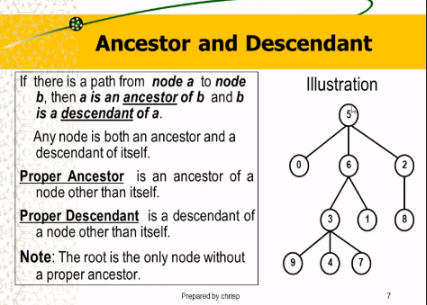 Ancestor and Descendant
If there is a path from node a to node
b, then a is an ancestor of b and b
is a descendant of a.
Any node is both an ancestor and a
descendant of itself.
Proper Ancestor is an ancestor of a
node other than itself.
Proper Descendant is a descendant of
a node other than itself.
Note: The root is the only node without
a proper ancestor.
Illustration
5
0 6 2
3 1 8
9 4 7
Prepared by chrisp
7